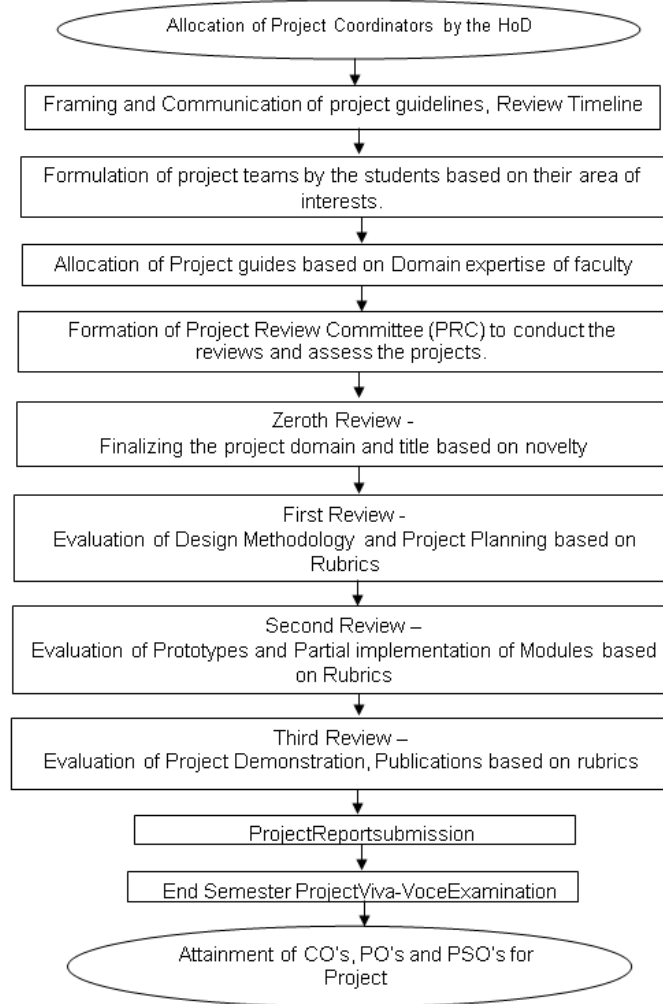 Allocation of Project Coordinators by the HoD
Framing and Communication of project guidelines, Review Timeline
Formulation of project teams by the students based on their area of
interests.
Allocation of Project guides based on Domain expertise of faculty
Formation of Project Review Committee (PRC) to conduct the
reviews and assess the projects.
Zeroth Review -
Finalizing the project domain and title based on novelty
First Review -
Evaluation of Design Methodology and Project Planning based on
Rubrics
Second Review –
Evaluation of Prototypes and Partial implementation of Modules based
on Rubrics
Third Review –
Evaluation of Project Demonstration, Publications based on rubrics
ProjectReportsubmission
End Semester ProjectViva-VoceExamination
Attainment of CO's, PO's and PSO's for
Project